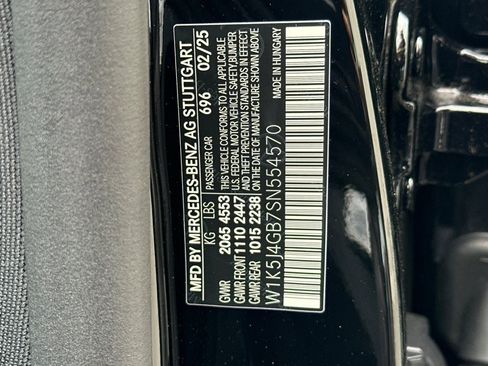 MFD BY MERCEDES-BENZ AG STUTTGART
PASSENGER CAR 696 02/25
KG LBS
GVWR 2065 4553
GAWR FRONT 1110 2447
GAWR REAR 1015 2238
THIS VEHICLE CONFORMS TO ALL APPLICABLE
U.S. FEDERAL MOTOR VEHICLE SAFETY, BUMPER
AND THEFT PREVENTION STANDARDS IN EFFECT
ON THE DATE OF MANUFACTURE SHOWN ABOVE
W1K5J4GB7SN554570
MADE IN HUNGARY